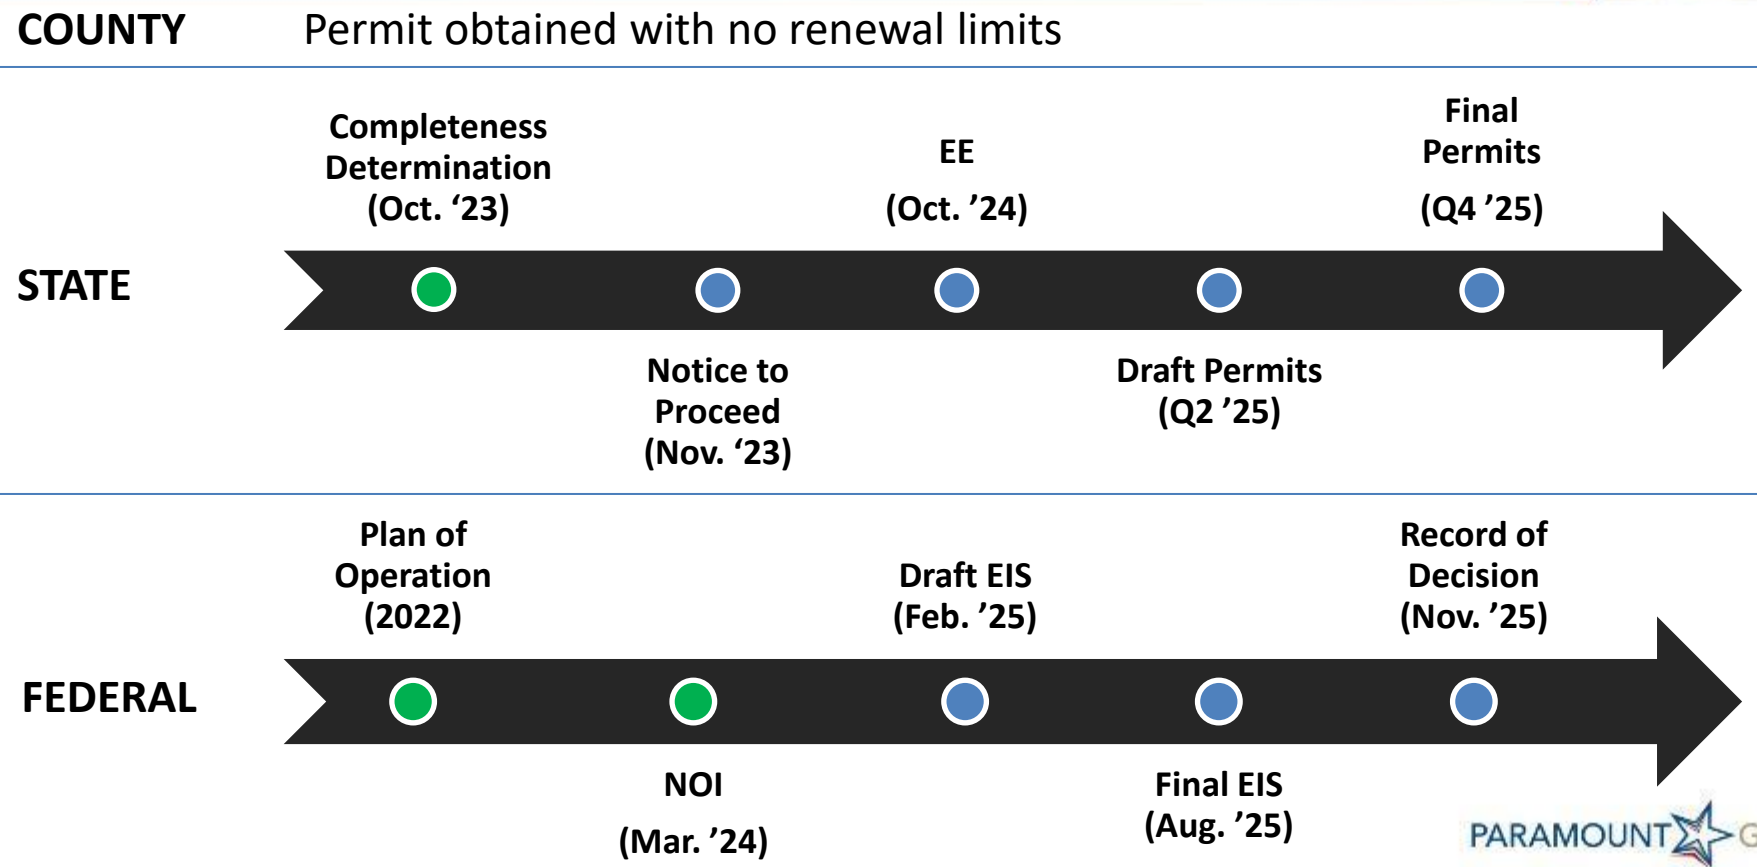 COUNTY Permit obtained with no renewal limits
Completeness
Determination
(Oct. ‘23)
EE
(Oct. ’24)
Final
Permits
(Q4 ’25)
STATE
Notice to
Proceed
(Nov. ‘23)
Draft Permits
(Q2 ’25)
Plan of
Operation
(2022)
Draft EIS
(Feb. ’25)
Record of
Decision
(Nov. ’25)
FEDERAL
NOI
(Mar. ’24)
Final EIS
(Aug. ’25)
PARAMOUNT G